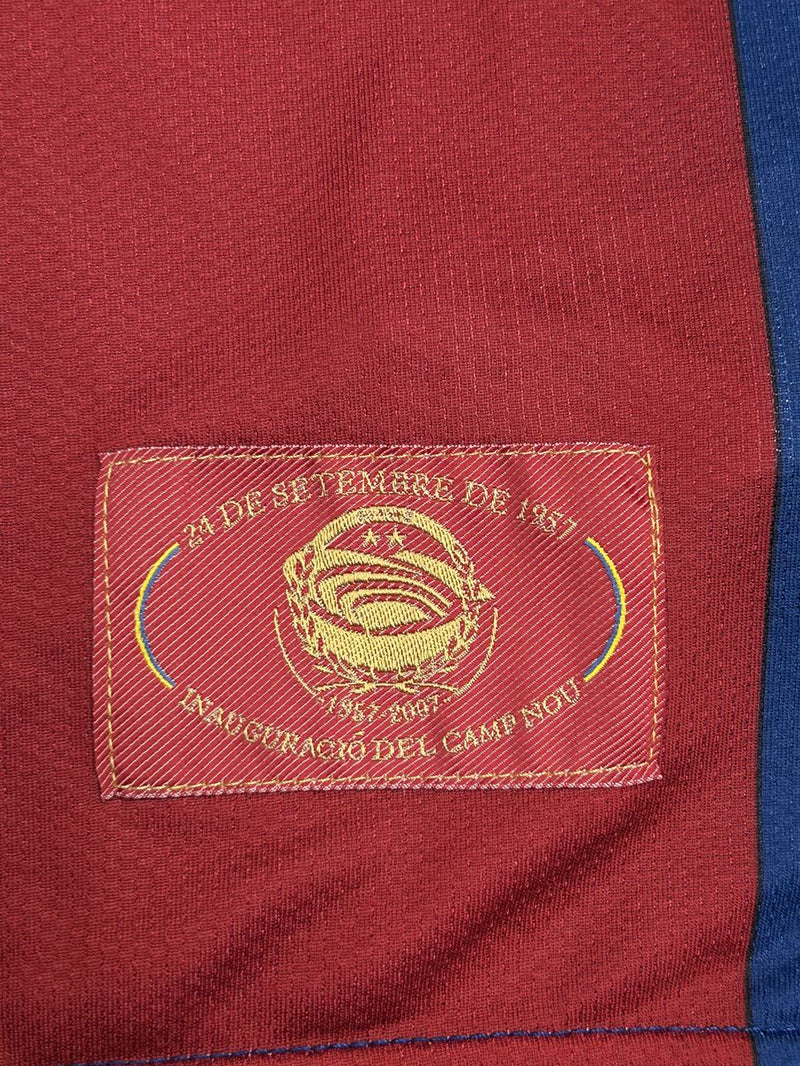 24 DE SETEMBRE DE 1957
·1957-2007·
INAUGURACIÓ DEL CAMP NOU